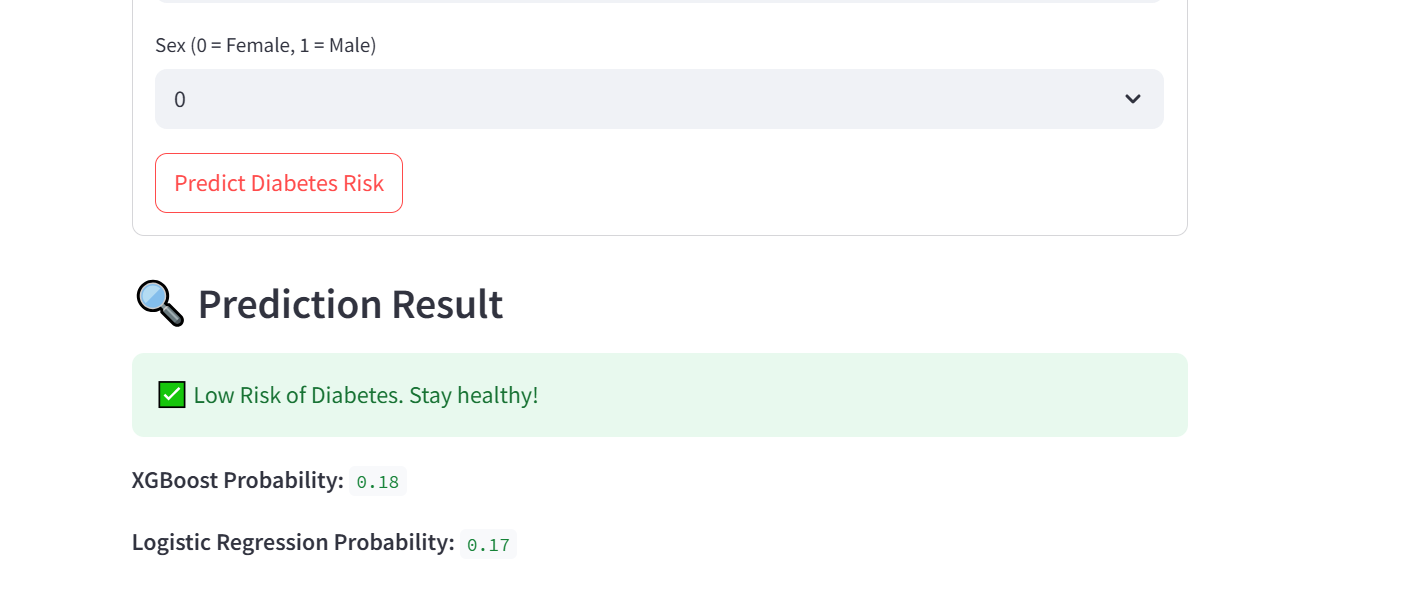 Sex (0 = Female, 1 = Male)
0
Predict Diabetes Risk
Prediction Result
Low Risk of Diabetes. Stay healthy!
XGBoost Probability: 0.18
Logistic Regression Probability: 0.17